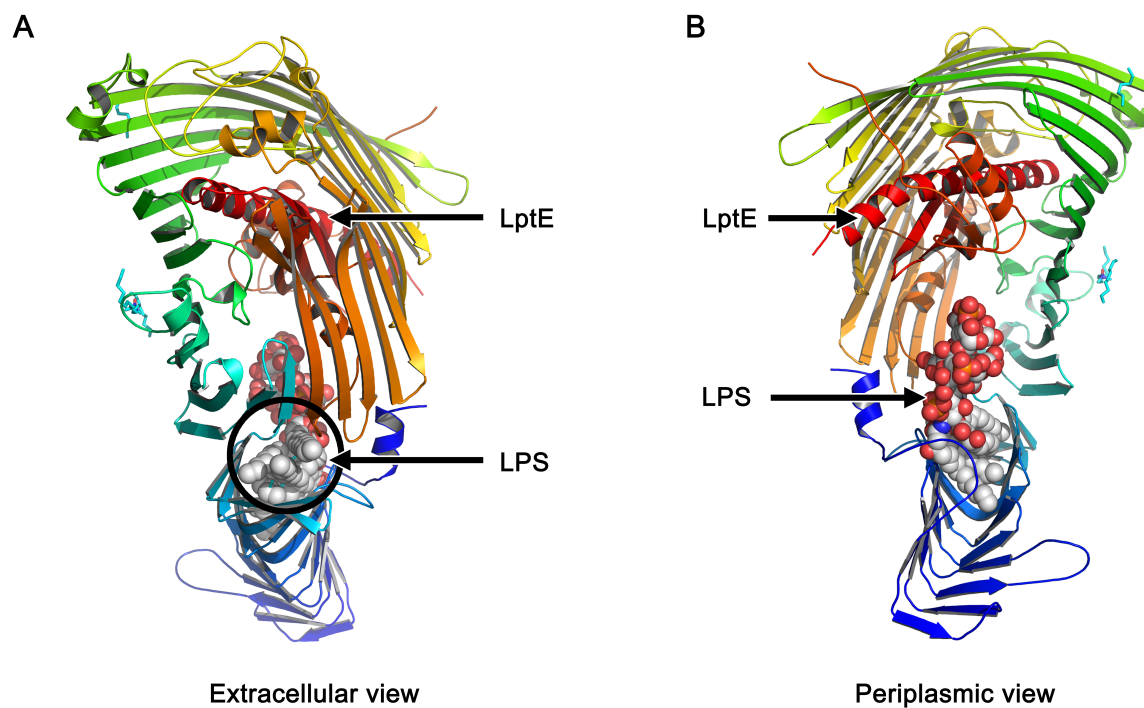 A
B
LptE
LptE
LPS
LPS
Extracellular view
Periplasmic view